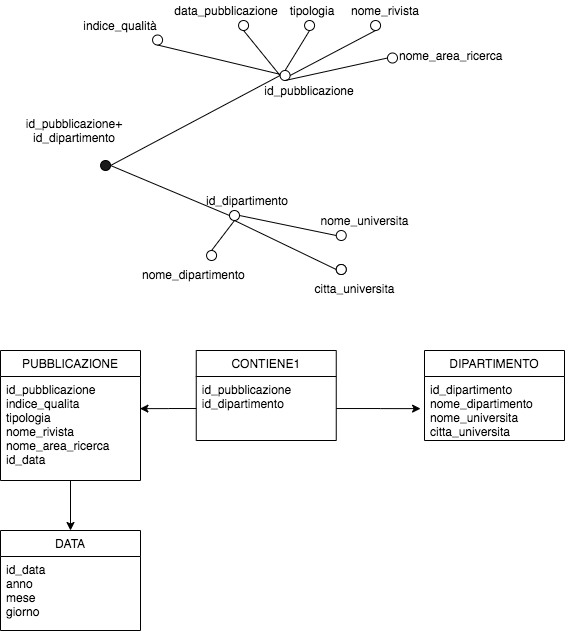 data_pubblicazione
tipologia
nome_rivista
indice_qualità
nome_area_ricerca
id_pubblicazione
id_pubblicazione+
id_dipartimento
id_dipartimento
nome_universita
nome_dipartimento
citta_universita
PUBBLICAZIONE
id_pubblicazione
indice_qualita
tipologia
nome_rivista
nome_area_ricerca
id_data
CONTIENE1
id_pubblicazione
id_dipartimento
DIPARTIMENTO
id_dipartimento
nome_dipartimento
nome_universita
citta_universita
DATA
id_data
anno
mese
giorno